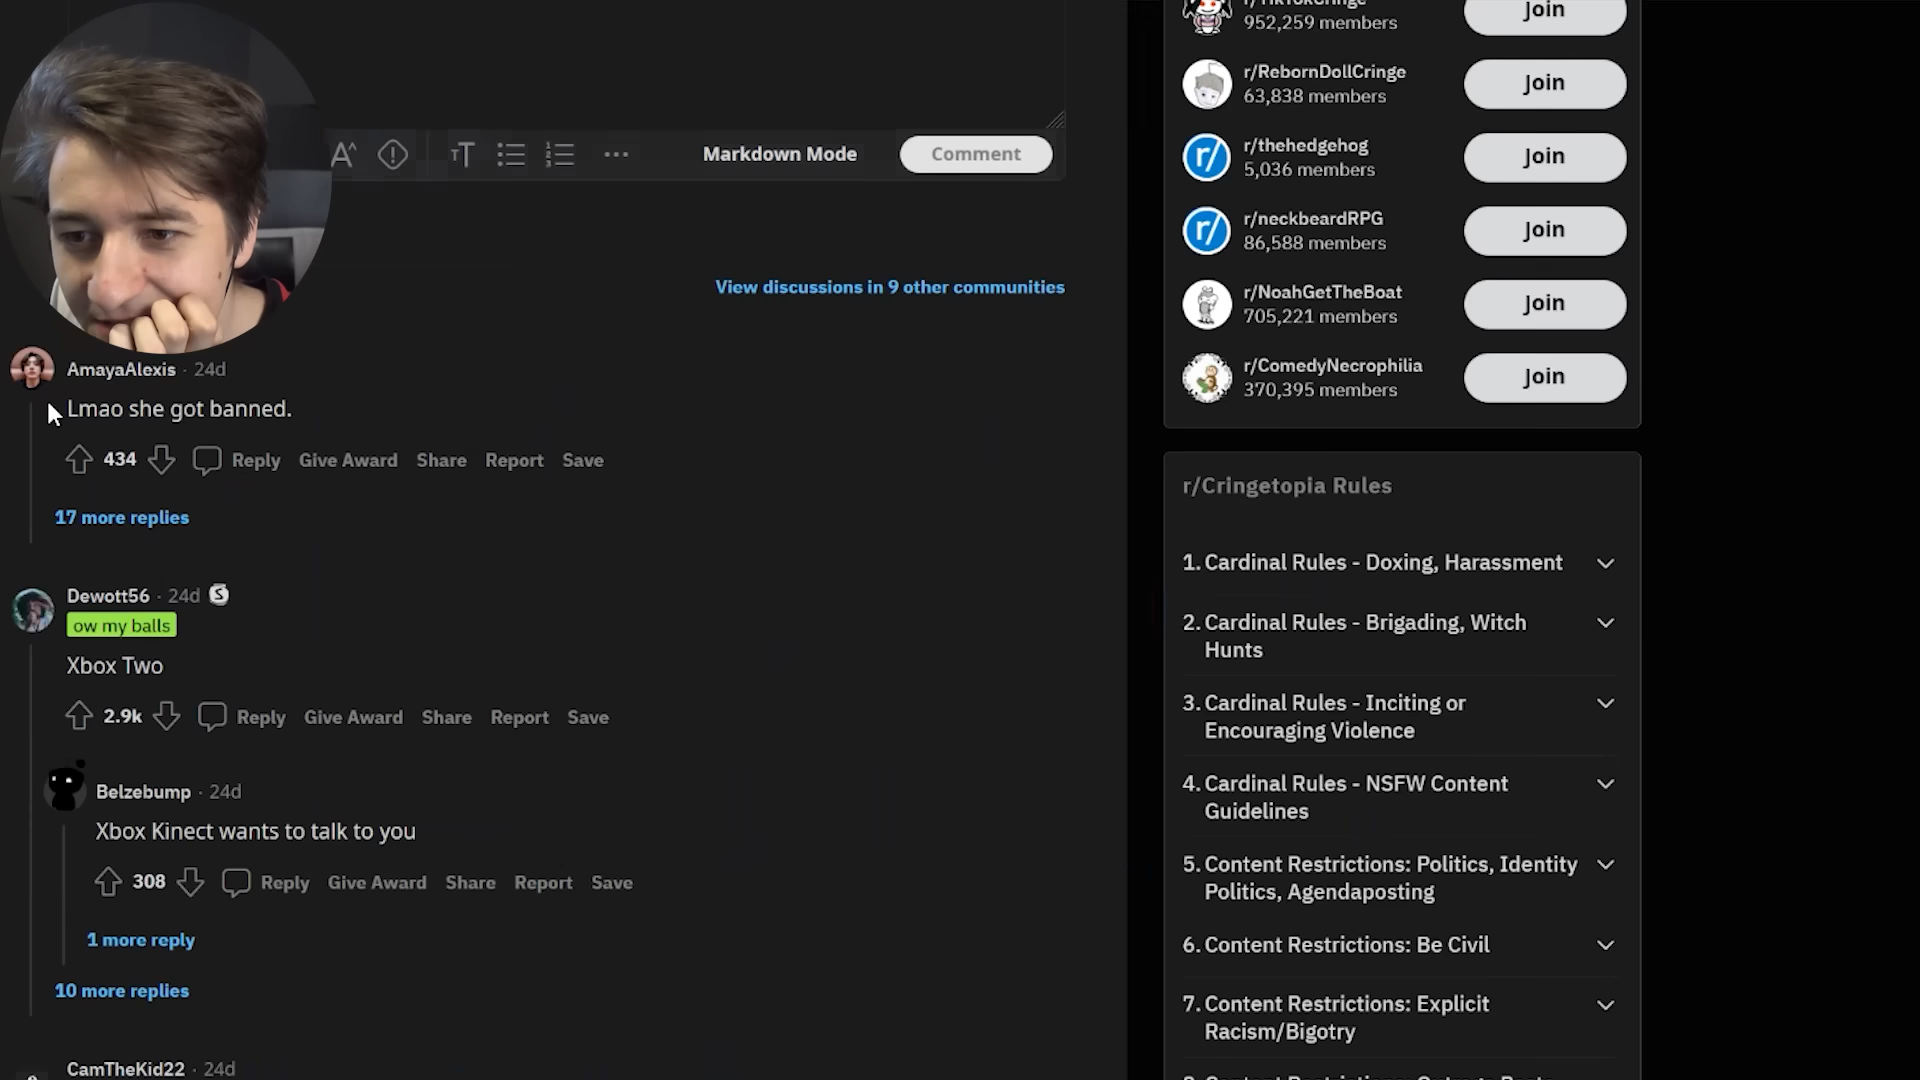 Markdown Mode
Comment
View discussions in 9 other communities
AmayaAlexis · 24d
Lmao she got banned.
434 Reply Give Award Share Report Save
17 more replies
Dewott56 · 24d
ow my balls
Xbox Two
2.9k Reply Give Award Share Report Save
Belzebump · 24d
Xbox Kinect wants to talk to you
308 Reply Give Award Share Report Save
1 more reply
10 more replies
CamTheKid22 · 24d
r/TikTokCringe
952,259 members
Join
r/RebornDollCringe
63,838 members
Join
r/thehedgehog
5,036 members
Join
r/neckbeardRPG
86,588 members
Join
r/NoahGetTheBoat
705,221 members
Join
r/ComedyNecrophilia
370,395 members
Join
r/Cringetopia Rules
1. Cardinal Rules - Doxing, Harassment
2. Cardinal Rules - Brigading, Witch
Hunts
3. Cardinal Rules - Inciting or
Encouraging Violence
4. Cardinal Rules - NSFW Content
Guidelines
5. Content Restrictions: Politics, Identity
Politics, Agendaposting
6. Content Restrictions: Be Civil
7. Content Restrictions: Explicit
Racism/Bigotry